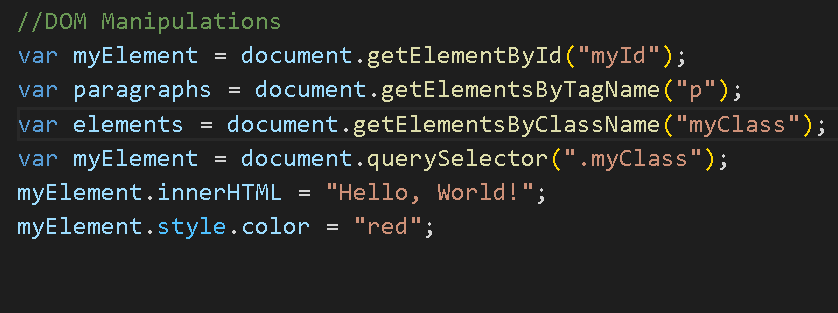 //DOM Manipulations
var myElement = document.getElementById("myId");
var paragraphs = document.getElementsByTagName("p");
var elements = document.getElementsByClassName("myClass");
var myElement = document.querySelector(".myClass");
myElement.innerHTML = "Hello, World!";
myElement.style.color = "red";